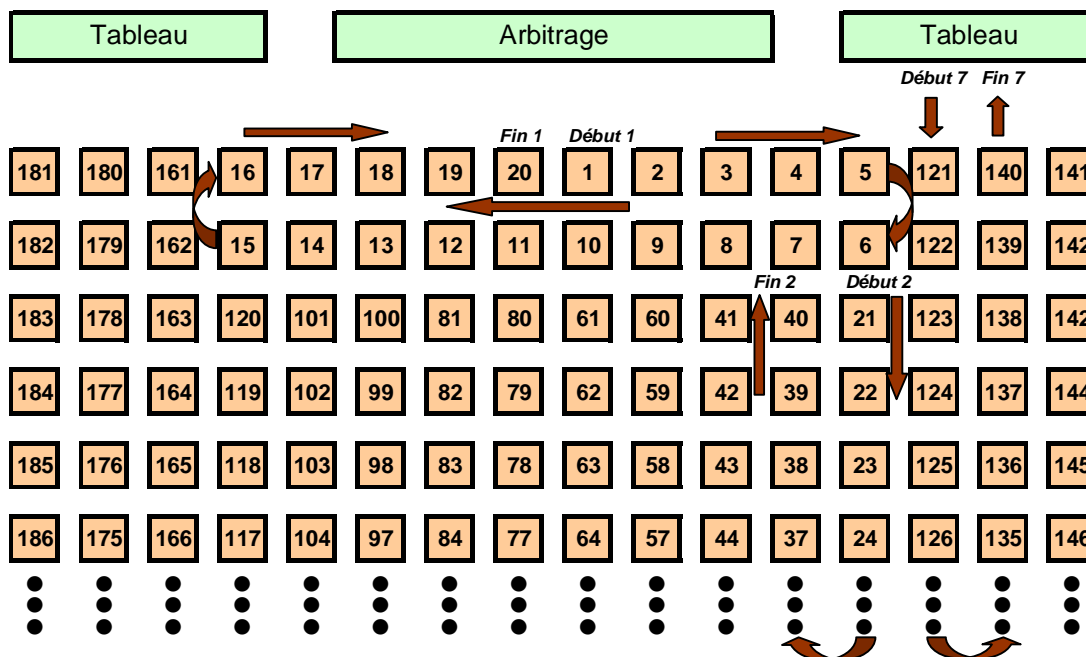 Tableau Arbitrage Tableau
Début 7 Fin 7
Fin 1 Début 1
181 180 161 16 17 18 19 20 1 2 3 4 5 121 140 141
182 179 162 15 14 13 12 11 10 9 8 7 6 122 139 142
Fin 2 Début 2
183 178 163 120 101 100 81 80 61 60 41 40 21 123 138 142
184 177 164 119 102 99 82 79 62 59 42 39 22 124 137 144
185 176 165 118 103 98 83 78 63 58 43 38 23 125 136 145
186 175 166 117 104 97 84 77 64 57 44 37 24 126 135 146